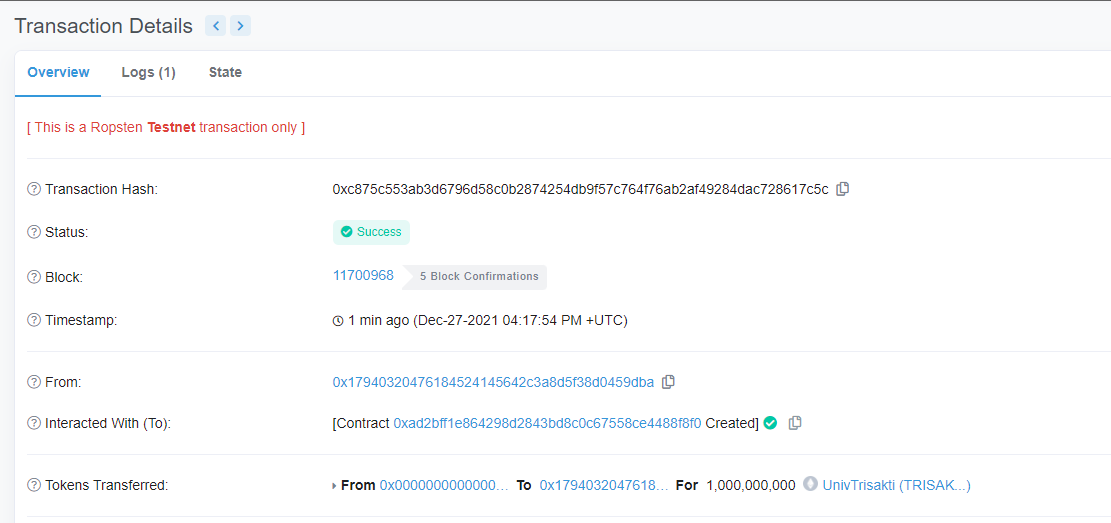 Transaction Details
Overview Logs (1) State
[ This is a Ropsten Testnet transaction only ]
Transaction Hash: 0xc875c553ab3d6796d58c0b2874254db9f57c764f76ab2af49284dac728617c5c
Status: Success
Block: 11700968 5 Block Confirmations
Timestamp: 1 min ago (Dec-27-2021 04:17:54 PM +UTC)
From: 0x17940320476184524145642c3a8d5f38d0459dba
Interacted With (To): [Contract 0xad2bff1e864298d2843bd8c0c67558ce4488f8f0 Created]
Tokens Transferred: From 0x0000000000000... To 0x1794032047618... For 1,000,000,000 UnivTrisakti (TRISAK...)